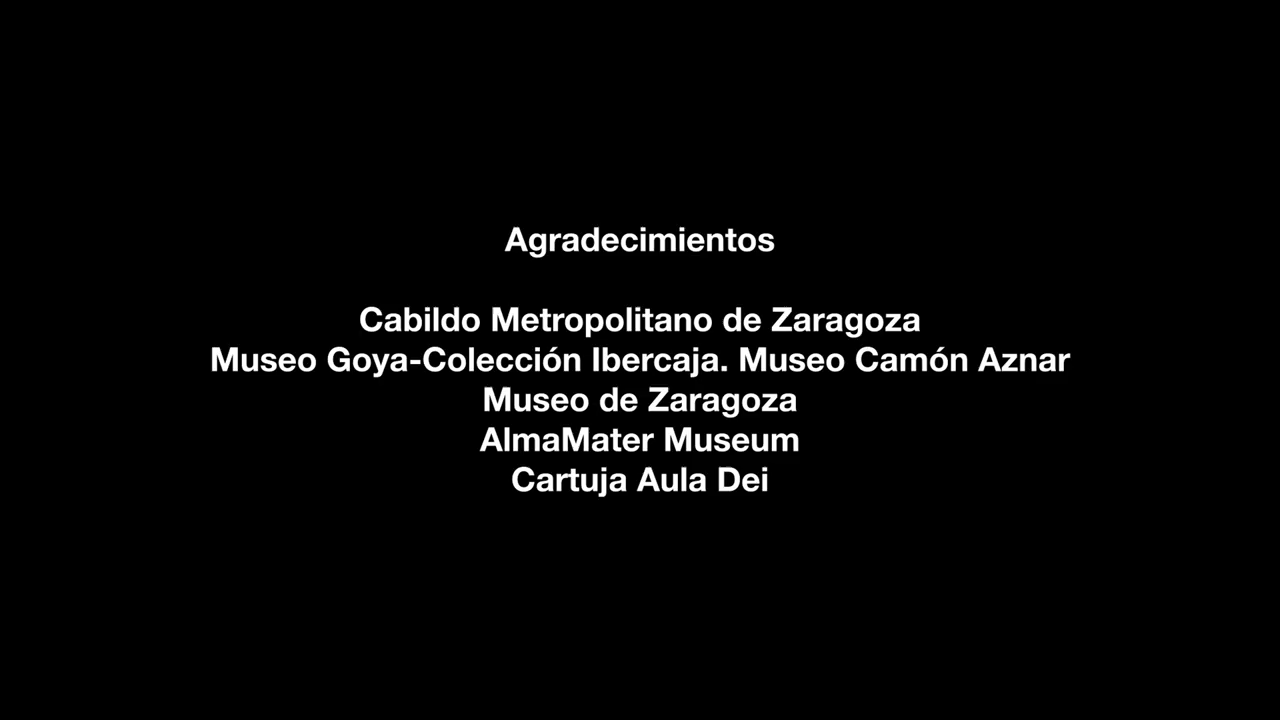 Agradecimientos
Cabildo Metropolitano de Zaragoza
Museo Goya-Colección Ibercaja. Museo Camón Aznar
Museo de Zaragoza
AlmaMater Museum
Cartuja Aula Dei